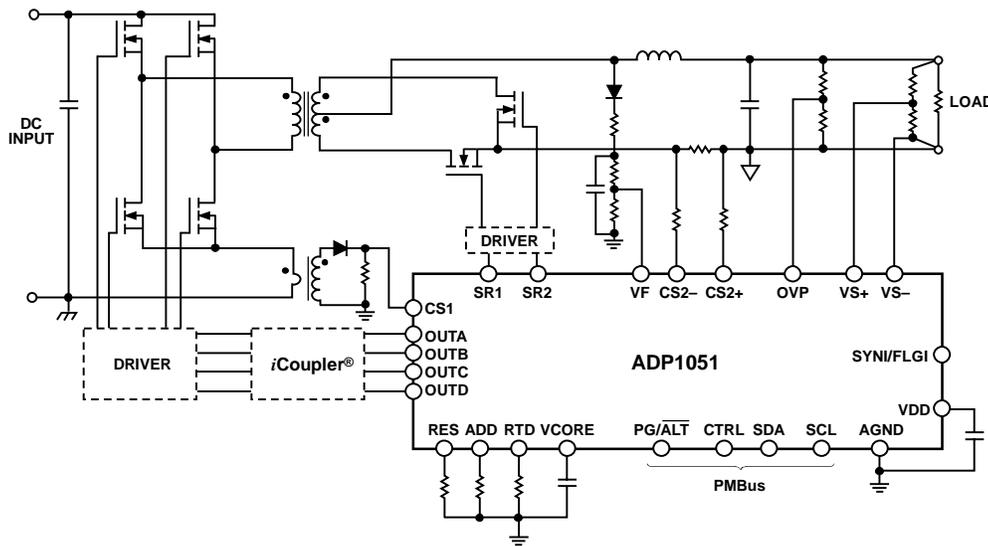 DC
INPUT
LOAD
DRIVER
SR1 SR2 VF CS2– CS2+ OVP VS+ VS–
CS1
OUTA
OUTB
OUTC
OUTD
DRIVER
iCoupler®
ADP1051
SYNI/FLGI
VDD
RES ADD RTD VCORE PG/ALT CTRL SDA SCL AGND
PMBus